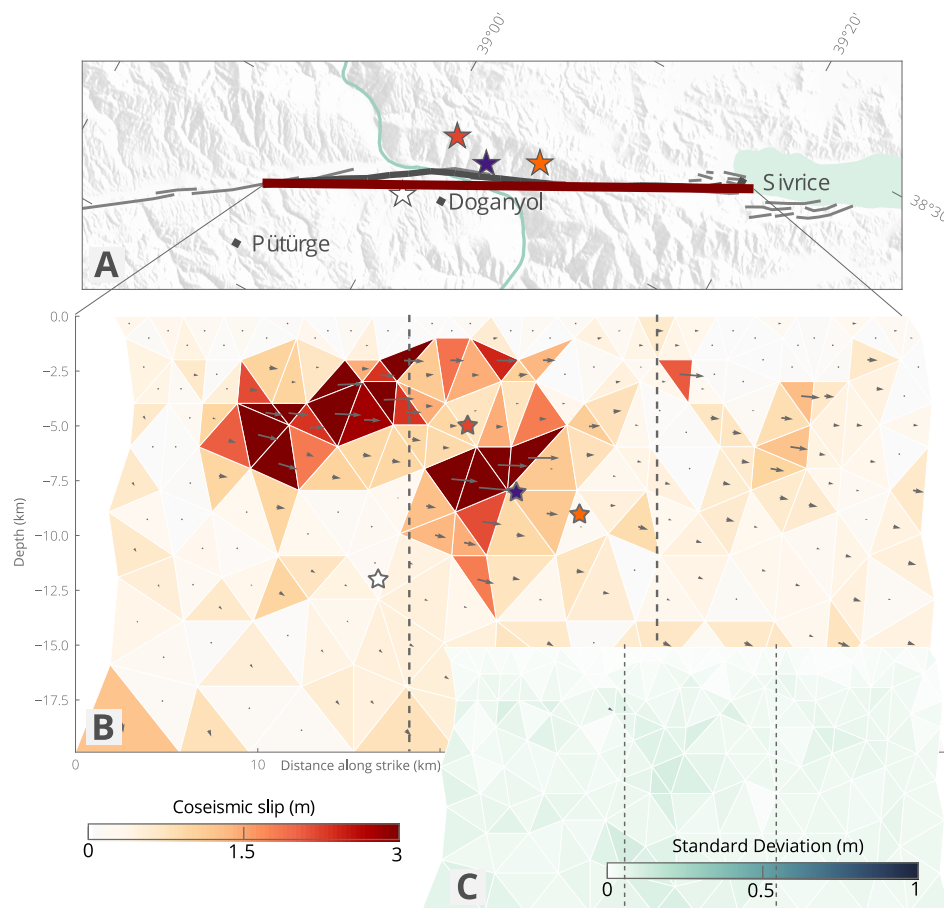 39°00'
39°20'
Sivrice
Doganyol
Pütürge
A
0.0
−2.5
−5.0
−7.5
−10.0
−12.5
−15.0
−17.5
Depth (km)
B
0
10
Distance along strike (km)
Coseismic slip (m)
0
1.5
3
Standard Deviation (m)
0
0.5
1
C